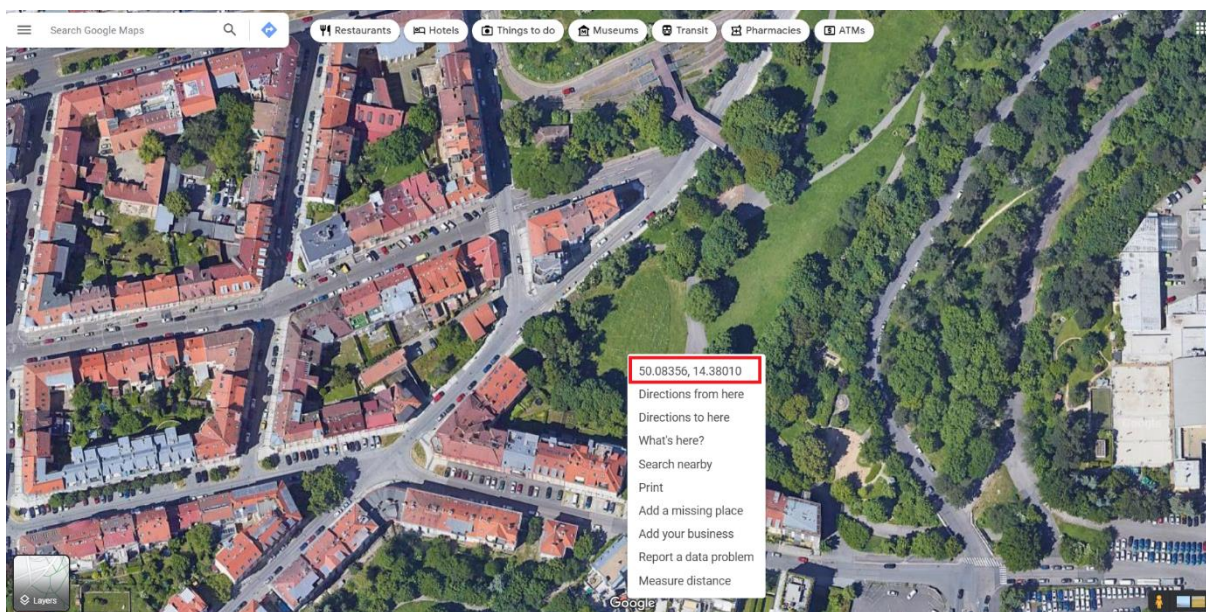 Search Google Maps
Restaurants
Hotels
Things to do
Museums
Transit
Pharmacies
ATMs
50.08356, 14.38010
Directions from here
Directions to here
What's here?
Search nearby
Print
Add a missing place
Add your business
Report a data problem
Measure distance
Layers
Google